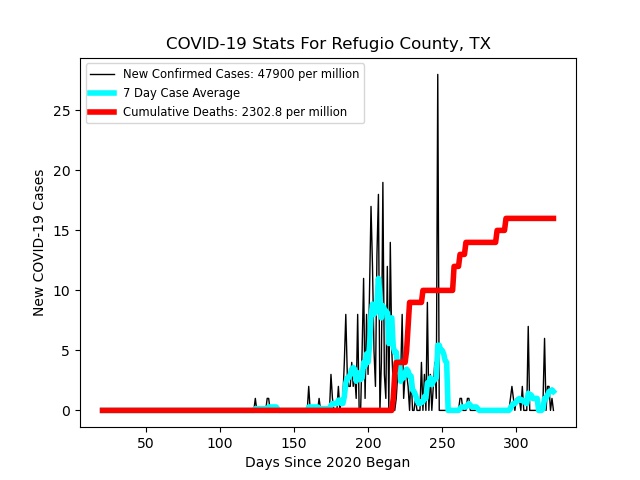 COVID-19 Stats For Refugio County, TX
New Confirmed Cases: 47900 per million
7 Day Case Average
Cumulative Deaths: 2302.8 per million
New COVID-19 Cases
25
20
15
10
5
0
50
100
150
200
250
300
Days Since 2020 Began